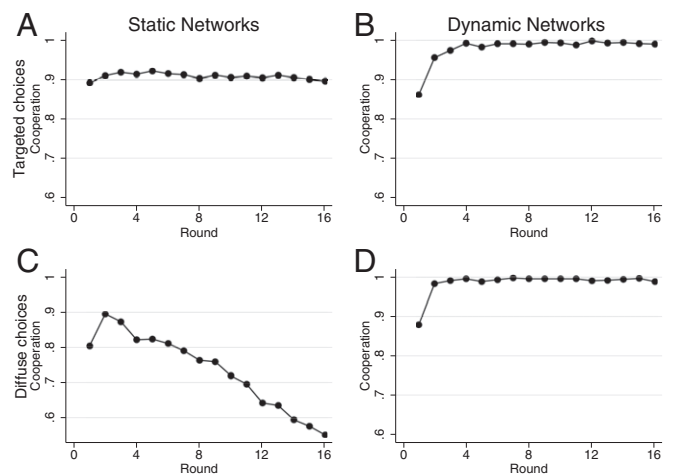 A Static Networks
B Dynamic Networks
Targeted choices
Cooperation
1
.9
.8
.7
.6
0 4 8 12 16
Round
Cooperation
1
.9
.8
.7
.6
0 4 8 12 16
Round
C
Diffuse choices
Cooperation
1
.9
.8
.7
.6
0 4 8 12 16
Round
D
Cooperation
1
.9
.8
.7
.6
0 4 8 12 16
Round